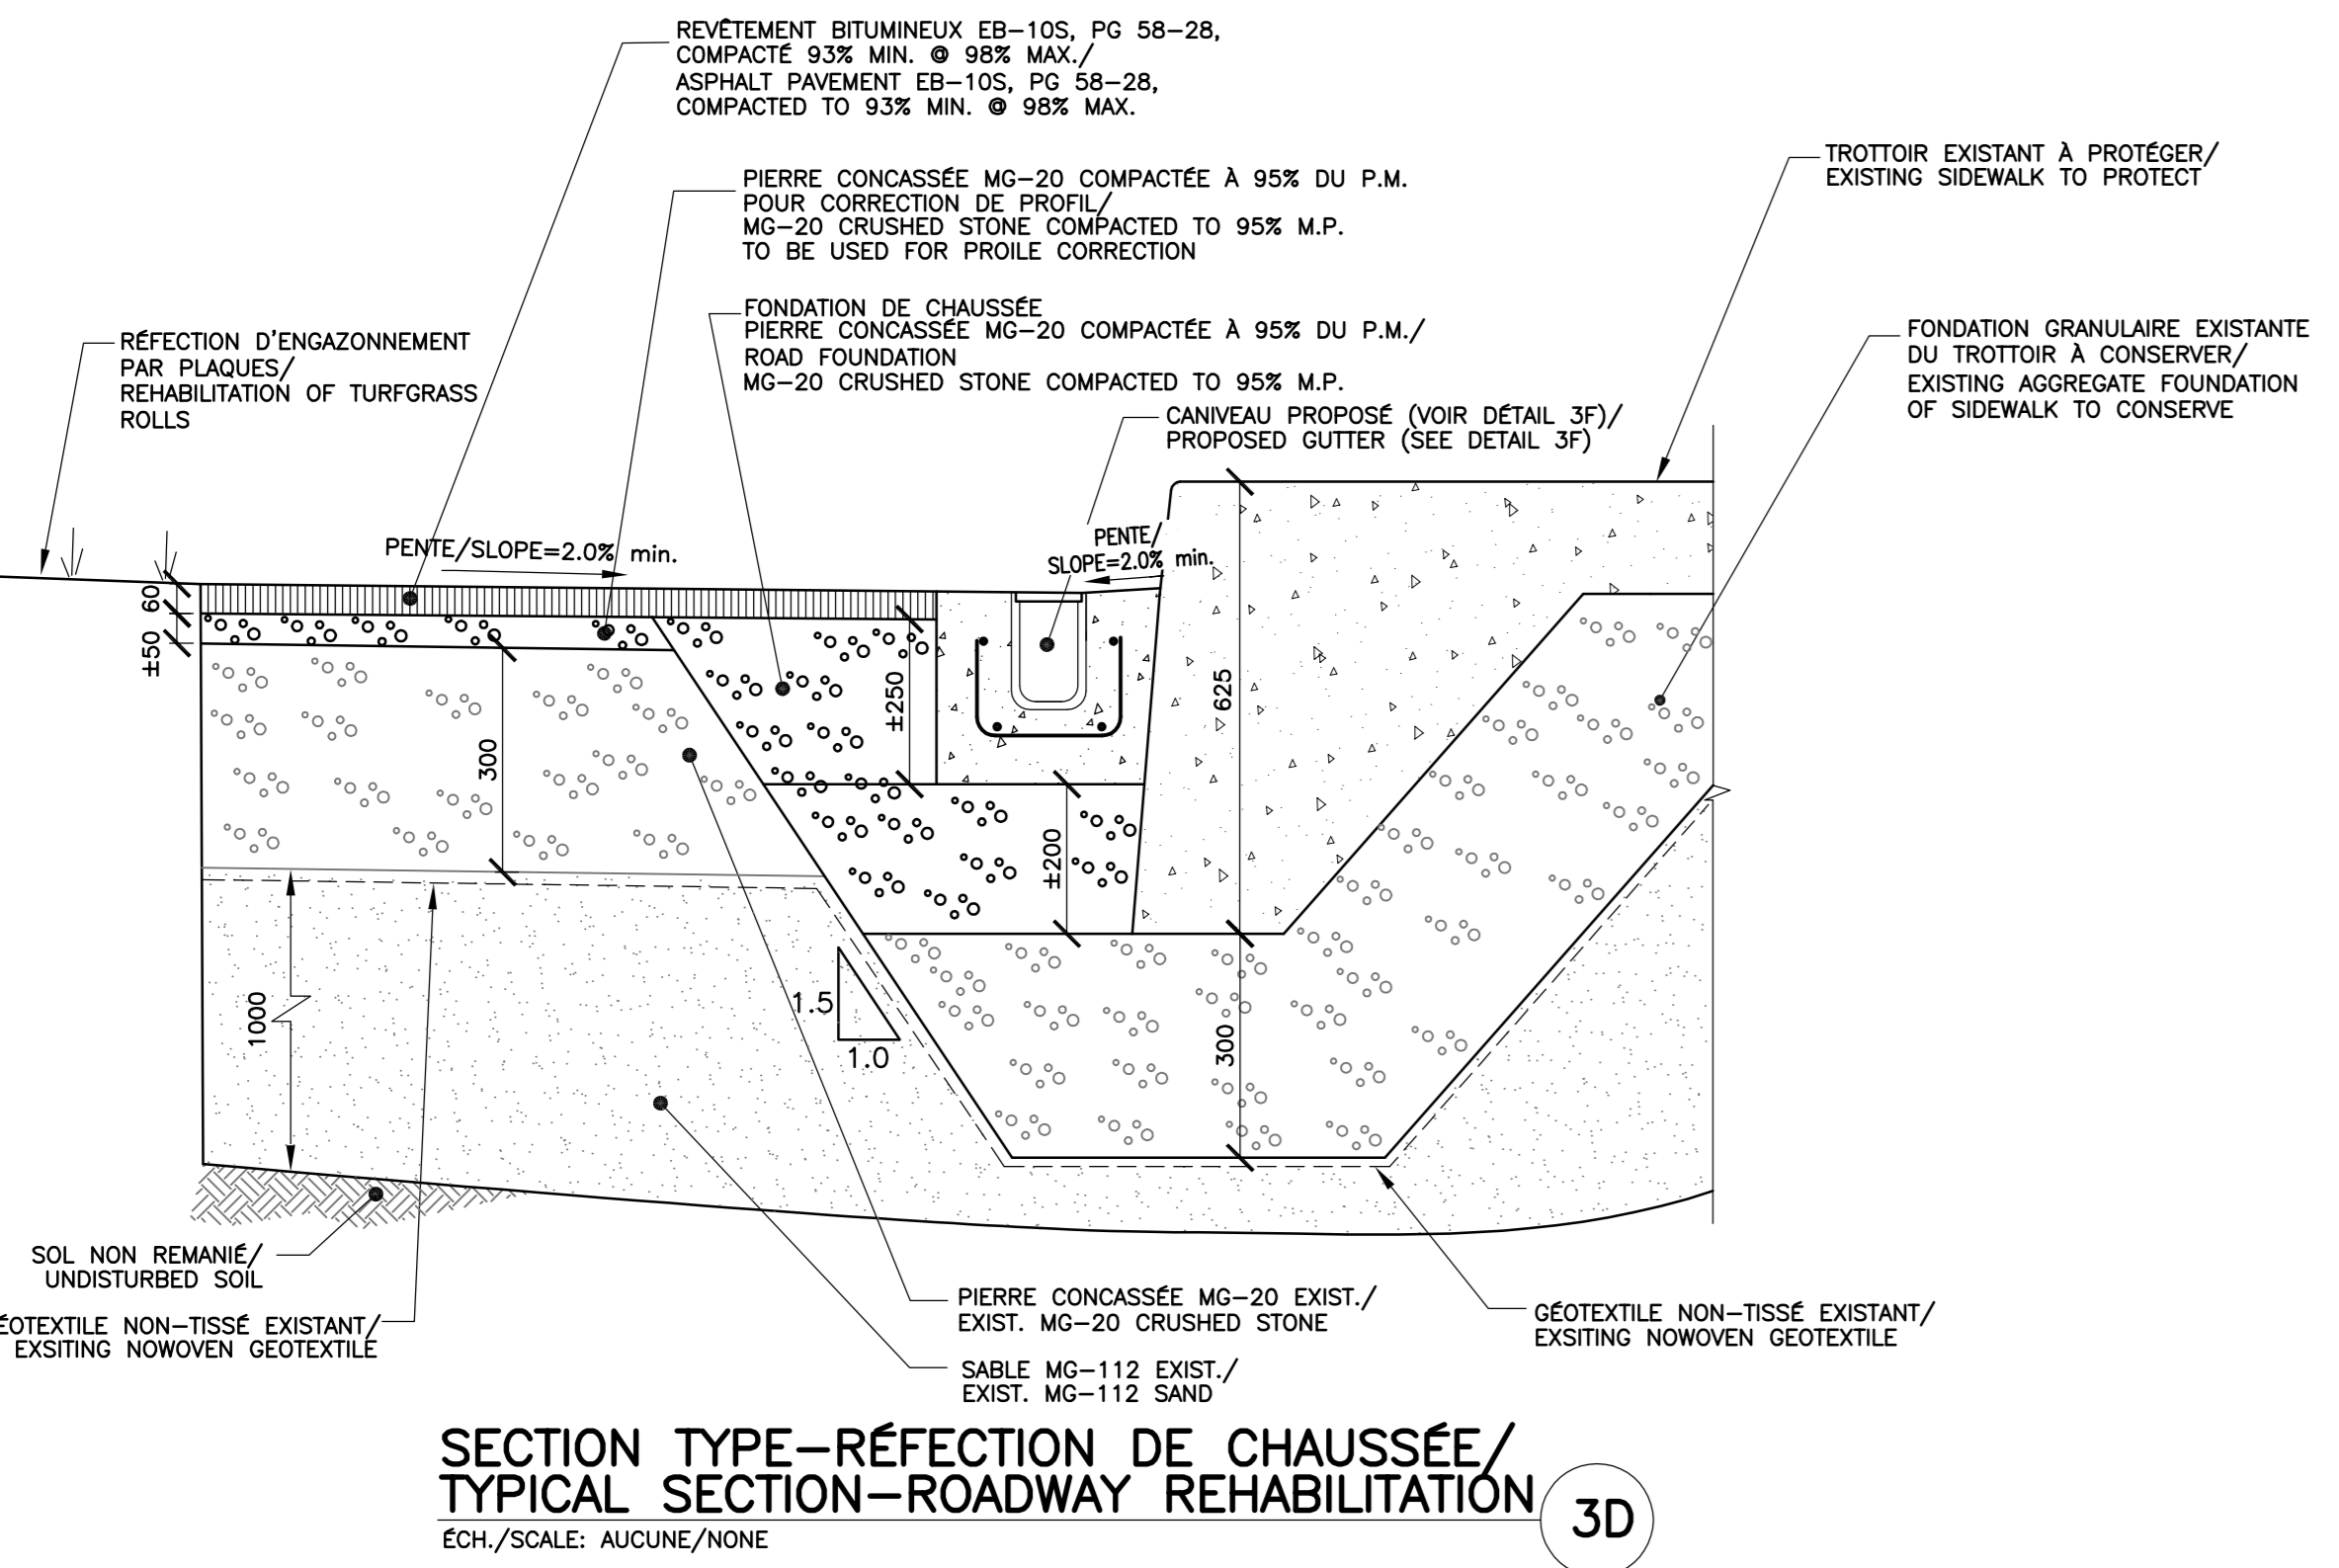 REVÊTEMENT BITUMINEUX EB-10S, PG 58-28,
COMPACTÉ 93% MIN. @ 98% MAX./
ASPHALT PAVEMENT EB-10S, PG 58-28,
COMPACTED TO 93% MIN. @ 98% MAX.
TROTTOIR EXISTANT À PROTÉGER/
EXISTING SIDEWALK TO PROTECT
PIERRE CONCASSÉE MG-20 COMPACTÉE À 95% DU P.M.
POUR CORRECTION DE PROFIL/
MG-20 CRUSHED STONE COMPACTED TO 95% M.P.
TO BE USED FOR PROILE CORRECTION
FONDATION DE CHAUSSÉE
PIERRE CONCASSÉE MG-20 COMPACTÉE À 95% DU P.M./
ROAD FOUNDATION
MG-20 CRUSHED STONE COMPACTED TO 95% M.P.
RÉFECTION D'ENGAZONNEMENT
PAR PLAQUES/
REHABILITATION OF TURFGRASS
ROLLS
FONDATION GRANULAIRE EXISTANTE
DU TROTTOIR À CONSERVER/
EXISTING AGGREGATE FOUNDATION
OF SIDEWALK TO CONSERVE
CANIVEAU PROPOSÉ (VOIR DÉTAIL 3F)/
PROPOSED GUTTER (SEE DETAIL 3F)
PENTE/SLOPE=2.0% min.
PENTE/
SLOPE=2.0% min.
60
±50
300
±250
625
±200
1000
1.5
1.0
300
SOL NON REMANIÉ/
UNDISTURBED SOIL
ÉOTEXTILE NON-TISSÉ EXISTANT/
EXSITING NOWOVEN GEOTEXTILE
PIERRE CONCASSÉE MG-20 EXIST./
EXIST. MG-20 CRUSHED STONE
GÉOTEXTILE NON-TISSÉ EXISTANT/
EXSITING NOWOVEN GEOTEXTILE
SABLE MG-112 EXIST./
EXIST. MG-112 SAND
SECTION TYPE-RÉFECTION DE CHAUSSÉE/
TYPICAL SECTION-ROADWAY REHABILITATION
3D
ÉCH./SCALE: AUCUNE/NONE